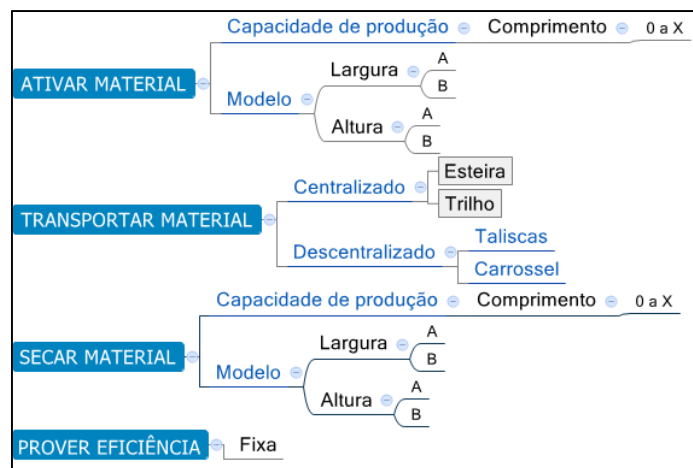 Capacidade de produção Comprimento 0 a X
ATIVAR MATERIAL
Modelo
Largura
A
B
Altura
A
B
TRANSPORTAR MATERIAL
Centralizado
Esteira
Trilho
Descentralizado
Taliscas
Carrossel
Capacidade de produção Comprimento 0 a X
SECAR MATERIAL
Modelo
Largura
A
B
Altura
A
B
PROVER EFICIÊNCIA Fixa